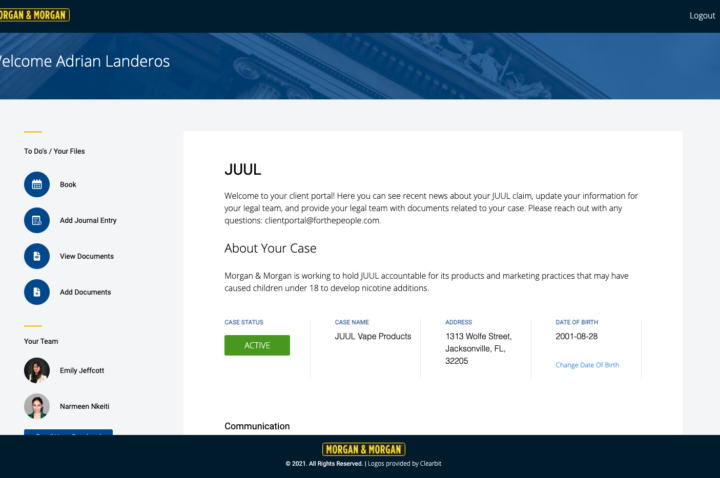 MORGAN & MORGAN
Logout
Welcome Adrian Landeros
To Do's / Your Files
Book
Add Journal Entry
View Documents
Add Documents
Your Team
Emily Jeffcott
Narmeen Nkeiti
JUUL
Welcome to your client portal! Here you can see recent news about your JUUL claim, update your information for
your legal team, and provide your legal team with documents related to your case. Please reach out with any
questions: clientportal@forthepeople.com.
About Your Case
Morgan & Morgan is working to hold JUUL accountable for its products and marketing practices that may have
caused children under 18 to develop nicotine additions.
CASE STATUS
ACTIVE
CASE NAME
JUUL Vape Products
ADDRESS
1313 Wolfe Street,
Jacksonville, FL,
32205
DATE OF BIRTH
2001-08-28
Change Date Of Birth
Communication
MORGAN & MORGAN
© 2021. All Rights Reserved. | Logos provided by Clearbit